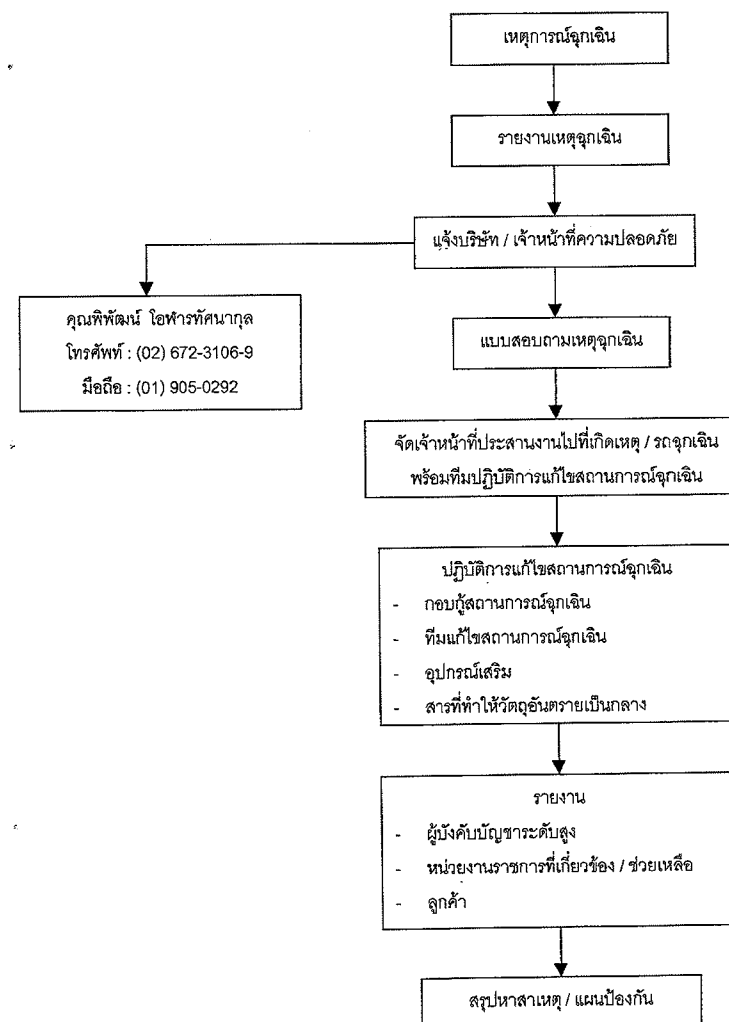 เหตุการณ์ฉุกเฉิน
รายงานเหตุฉุกเฉิน
แจ้งบริษัท / เจ้าหน้าที่ความปลอดภัย
คุณพิพัฒน์ โอฬารทัศนากุล
โทรศัพท์ : (02) 672-3106-9
มือถือ : (01) 905-0292
แบบสอบถามเหตุฉุกเฉิน
จัดเจ้าหน้าที่ประสานงานไปที่เกิดเหตุ / รถฉุกเฉิน
พร้อมทีมปฏิบัติการแก้ไขสถานการณ์ฉุกเฉิน
ปฏิบัติการแก้ไขสถานการณ์ฉุกเฉิน
- กอบกู้สถานการณ์ฉุกเฉิน
- ทีมแก้ไขสถานการณ์ฉุกเฉิน
- อุปกรณ์เสริม
- สารที่ทำให้วัตถุอันตรายเป็นกลาง
รายงาน
- ผู้บังคับบัญชาระดับสูง
- หน่วยงานราชการที่เกี่ยวข้อง / ช่วยเหลือ
- ลูกค้า
สรุปหาสาเหตุ / แผนป้องกัน